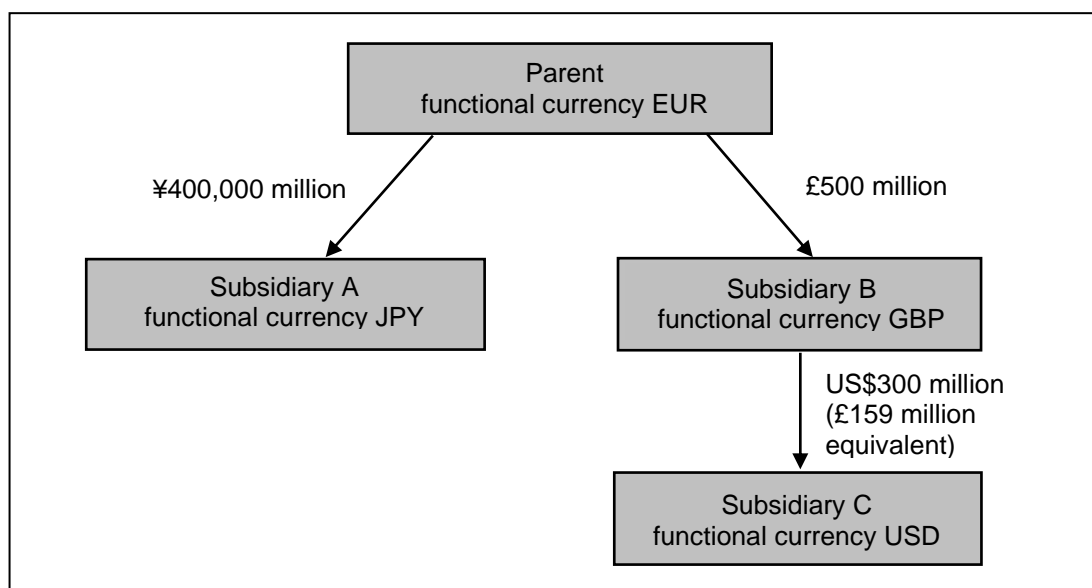 Parent
functional currency EUR
¥400,000 million
£500 million
Subsidiary A
functional currency JPY
Subsidiary B
functional currency GBP
US$300 million
(£159 million
equivalent)
Subsidiary C
functional currency USD